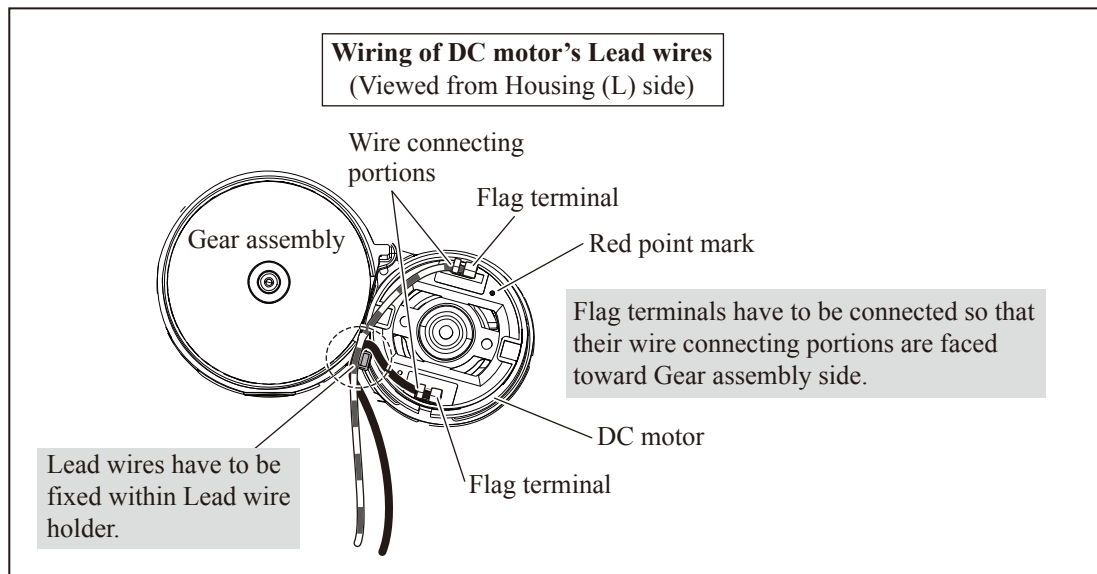 Wiring of DC motor's Lead wires
(Viewed from Housing (L) side)
Wire connecting
portions
Flag terminal
Gear assembly
Red point mark
Flag terminals have to be connected so that
their wire connecting portions are faced
toward Gear assembly side.
DC motor
Lead wires have to be
fixed within Lead wire
holder.
Flag terminal